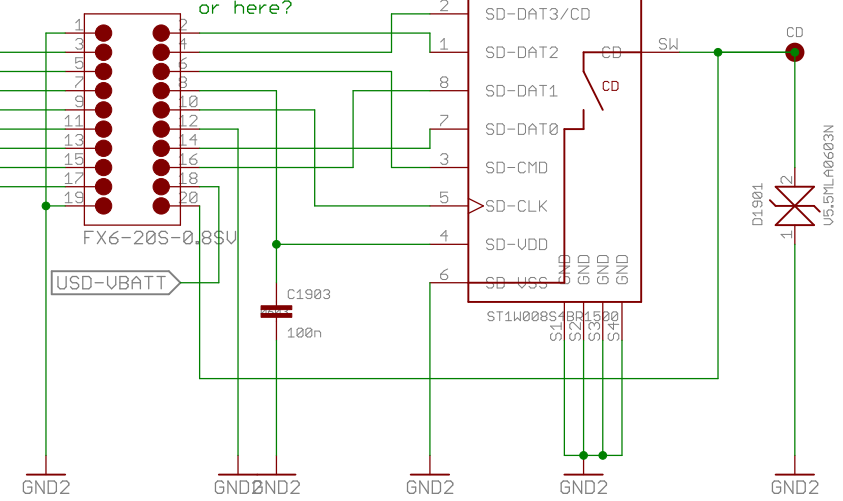 or here?
1 2
3 4
5 6
7 8
9 10
11 12
13 14
15 16
17 18
19 20
FX6-20S-0.8SV
USD-VBATT
C1903
0603
100n
2 SD-DAT3/CD
1 SD-DAT2 CD SW
8 SD-DAT1 CD
7 SD-DAT0
3 SD-CMD
5 SD-CLK
4 SD-VDD
6 SD-VSS
GND GND GND GND
ST1W008S4BR1500
S1 S2 S3 S4
CD
D1901
2
1
V5.5MLA0603N
GND2 GND2 GND2 GND2 GND2 GND2